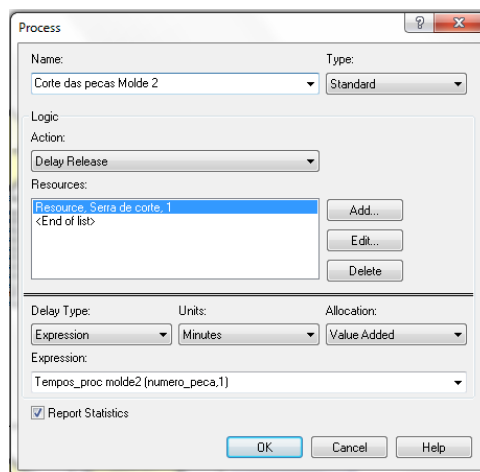 Process
Name: Type:
Corte das pecas Molde 2 Standard
Logic
Action:
Delay Release
Resources:
Resource, Serra de corte, 1
<End of list>
Add...
Edit...
Delete
Delay Type: Units: Allocation:
Expression Minutes Value Added
Expression:
Tempos_proc molde2 (numero_peca,1)
Report Statistics
OK Cancel Help